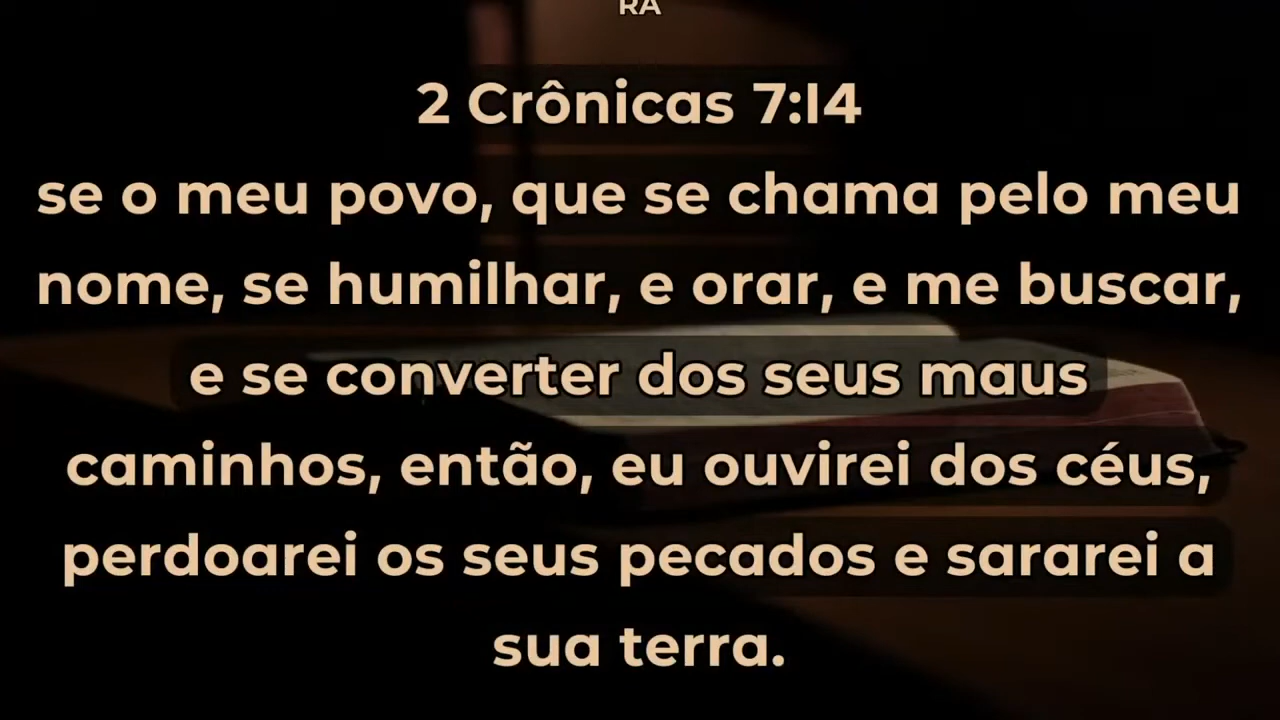 RA
2 Crônicas 7:14
se o meu povo, que se chama pelo meu
nome, se humilhar, e orar, e me buscar,
e se converter dos seus maus
caminhos, então, eu ouvirei dos céus,
perdoarei os seus pecados e sararei a
sua terra.